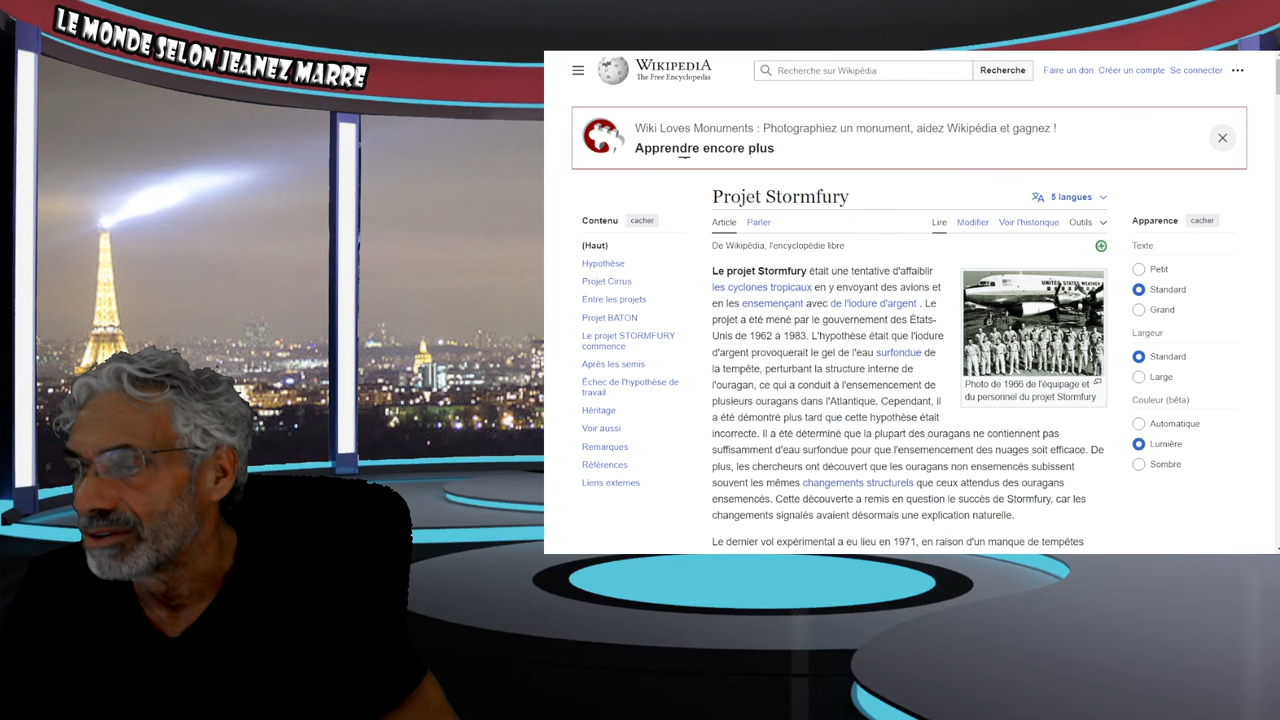 LE MONDE SELON JEANEZ MARRE
WIKIPEDIA
The Free Encyclopedia
Recherche sur Wikipédia
Recherche
Faire un don Créer un compte Se connecter
Wiki Loves Monuments : Photographiez un monument, aidez Wikipédia et gagnez !
Apprendre encore plus
Contenu cacher
(Haut)
Hypothèse
Projet Cirrus
Entre les projets
Projet BATON
Le projet STORMFURY
commence
Après les semis
Échec de l'hypothèse de
travail
Héritage
Voir aussi
Remarques
Références
Liens externes
Projet Stormfury
5 langues
Article Parler
Lire Modifier Voir l'historique Outils
De Wikipédia, l'encyclopédie libre
Le projet Stormfury était une tentative d'affaiblir
les cyclones tropicaux en y envoyant des avions et
en les ensemençant avec de l'iodure d'argent . Le
projet a été mené par le gouvernement des États-
Unis de 1962 à 1983. L'hypothèse était que l'iodure
d'argent provoquerait le gel de l'eau surfondue de
la tempête, perturbant la structure interne de
l'ouragan, ce qui a conduit à l'ensemencement de
plusieurs ouragans dans l'Atlantique. Cependant, il
a été démontré plus tard que cette hypothèse était
incorrecte. Il a été déterminé que la plupart des ouragans ne contiennent pas
suffisamment d'eau surfondue pour que l'ensemencement des nuages soit efficace. De
plus, les chercheurs ont découvert que les ouragans non ensemencés subissent
souvent les mêmes changements structurels que ceux attendus des ouragans
ensemencés. Cette découverte a remis en question le succès de Stormfury, car les
changements signalés avaient désormais une explication naturelle.
Le dernier vol expérimental a eu lieu en 1971, en raison d'un manque de tempêtes
UNITED STATES WEATHER
Photo de 1966 de l'équipage et
du personnel du projet Stormfury
Apparence cacher
Texte
Petit
Standard
Grand
Largeur
Standard
Large
Couleur (bêta)
Automatique
Lumière
Sombre